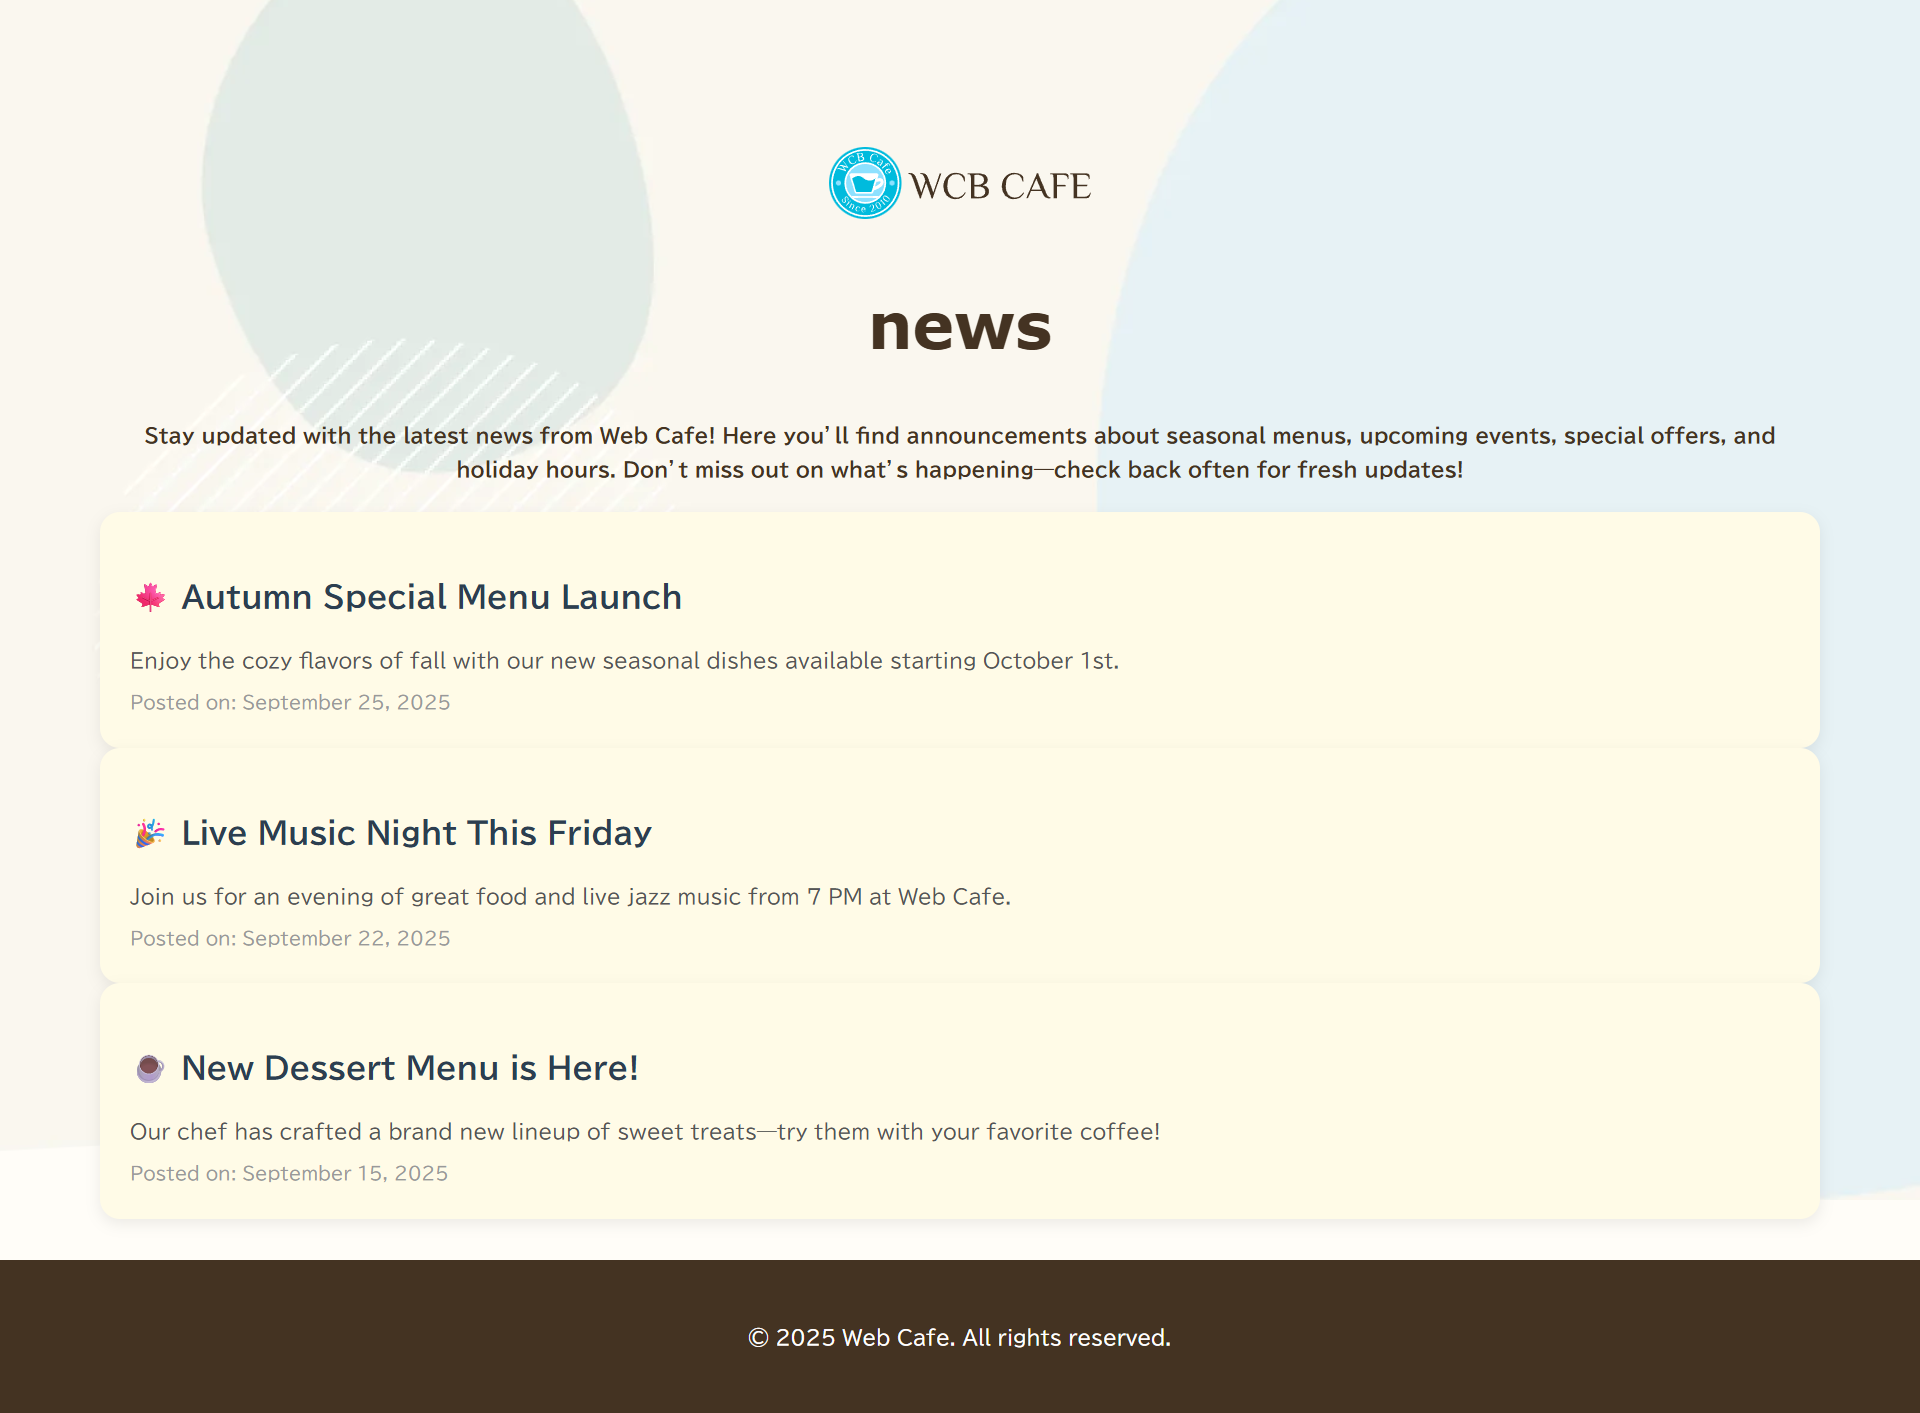 WCB Cafe
Since 2010
WCB CAFE
news
Stay updated with the latest news from Web Cafe! Here you’ll find announcements about seasonal menus, upcoming events, special offers, and
holiday hours. Don’t miss out on what’s happening—check back often for fresh updates!
🍁 Autumn Special Menu Launch
Enjoy the cozy flavors of fall with our new seasonal dishes available starting October 1st.
Posted on: September 25, 2025
🎉 Live Music Night This Friday
Join us for an evening of great food and live jazz music from 7 PM at Web Cafe.
Posted on: September 22, 2025
☕ New Dessert Menu is Here!
Our chef has crafted a brand new lineup of sweet treats—try them with your favorite coffee!
Posted on: September 15, 2025
© 2025 Web Cafe. All rights reserved.